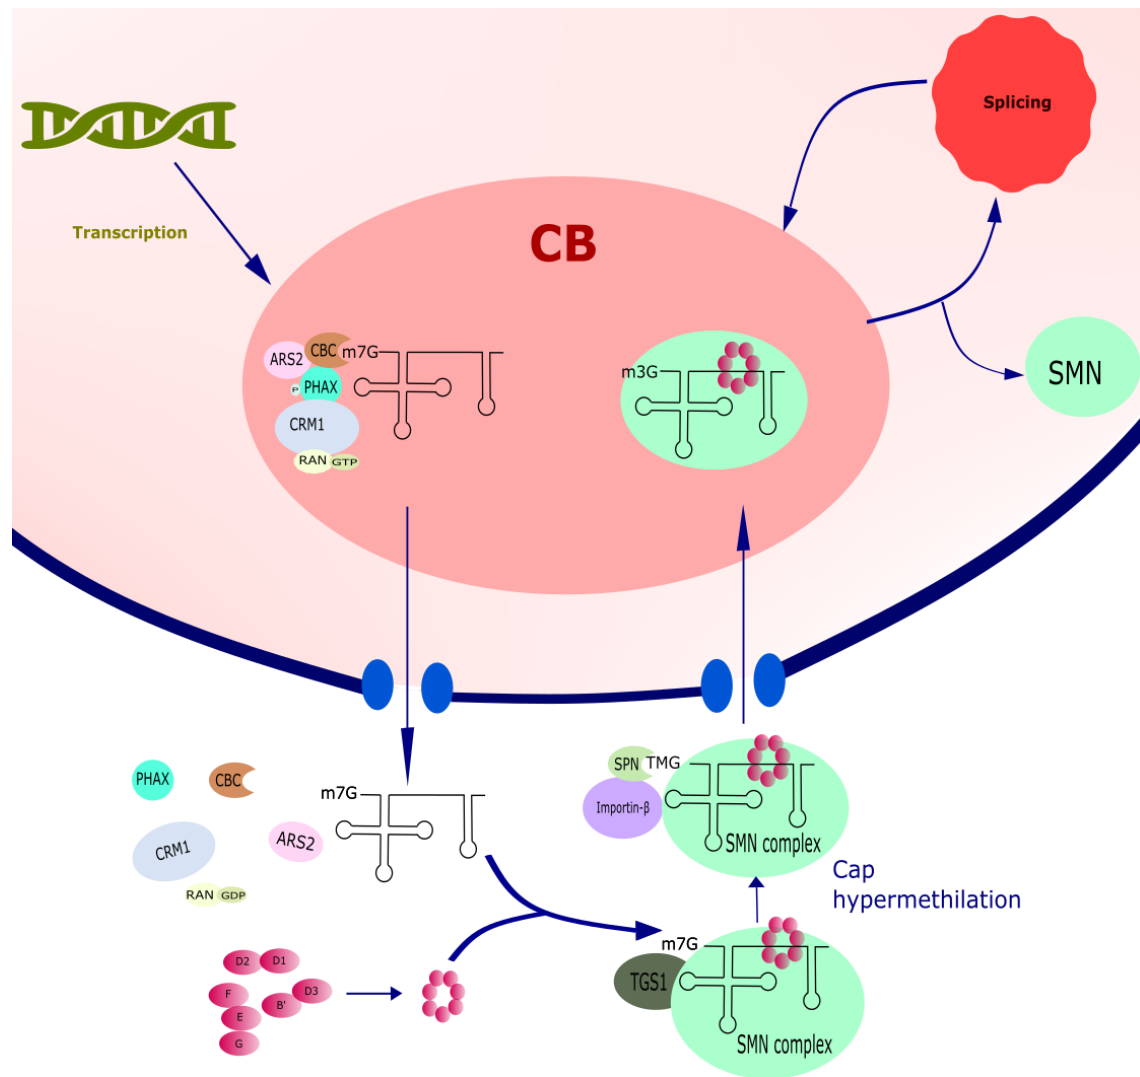 Splicing
Transcription
CB
ARS2
CBC
m7G
P
PHAX
CRM1
RAN
GTP
m3G
SMN
PHAX
CBC
m7G
CRM1
ARS2
RAN
GDP
SPN
TMG
Importin-β
SMN complex
Cap
hypermethilation
D2
D1
F
D3
B'
E
G
m7G
TGS1
SMN complex